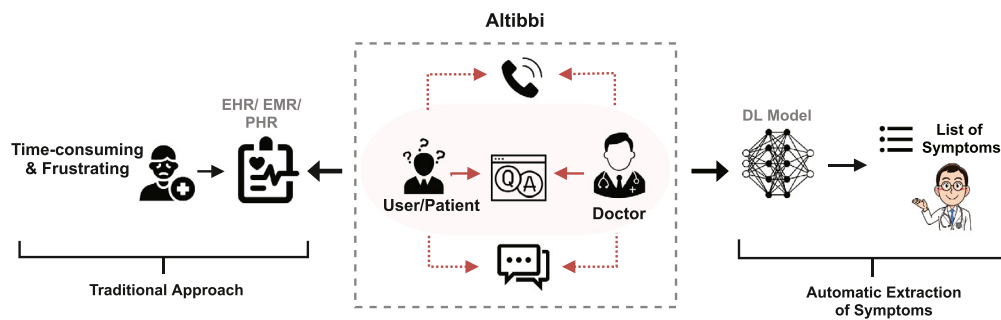 Altibbi
EHR/ EMR/
PHR
Time-consuming
& Frustrating
Traditional Approach
? ? ?
User/Patient
Q A
Doctor
DL Model
List of
Symptoms
Automatic Extraction
of Symptoms